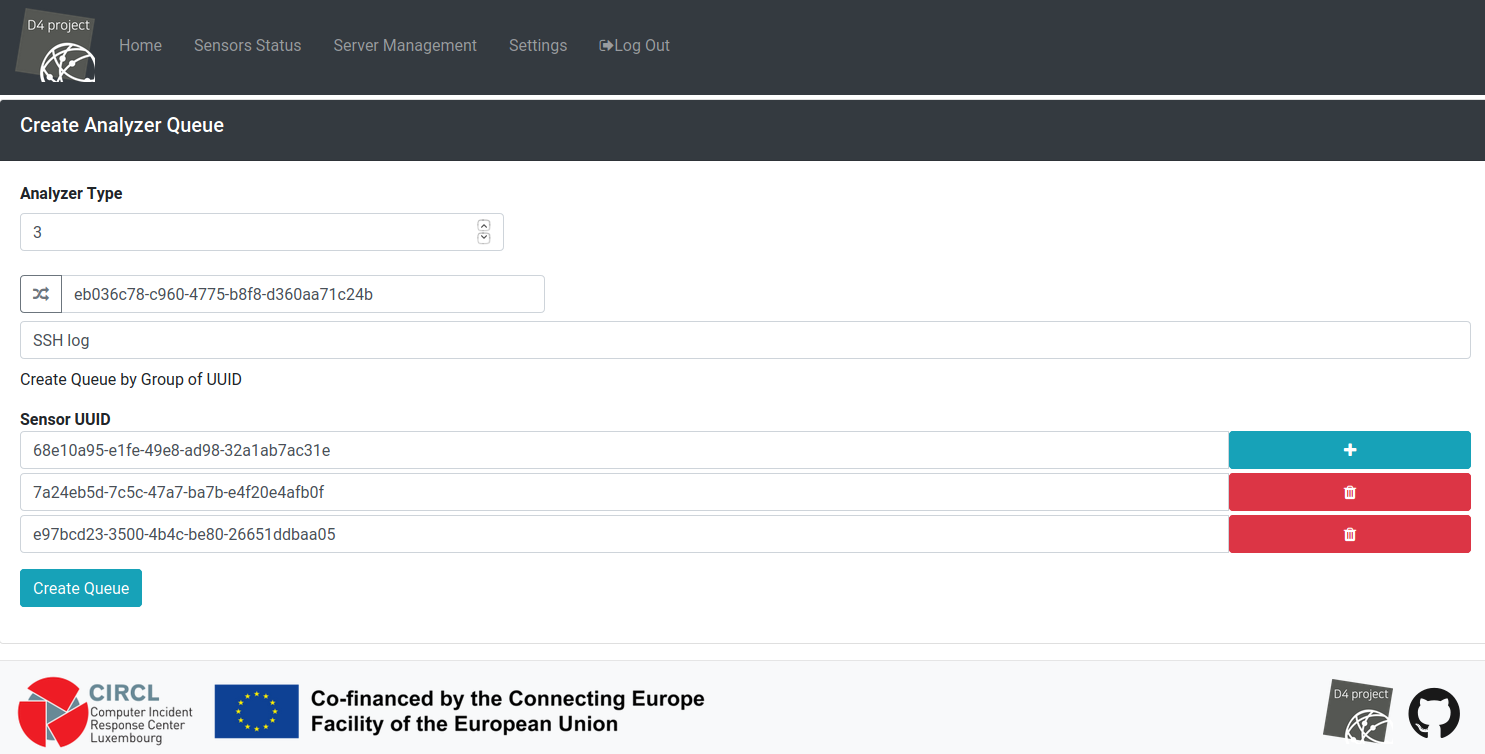 D4 project
Home
Sensors Status
Server Management
Settings
Log Out
Create Analyzer Queue
Analyzer Type
3
eb036c78-c960-4775-b8f8-d360aa71c24b
SSH log
Create Queue by Group of UUID
Sensor UUID
68e10a95-e1fe-49e8-ad98-32a1ab7ac31e
7a24eb5d-7c5c-47a7-ba7b-e4f20e4afb0f
e97bcd23-3500-4b4c-be80-26651ddbaa05
Create Queue
CIRCL
Computer Incident
Response Center
Luxembourg
Co-financed by the Connecting Europe
Facility of the European Union
D4 project